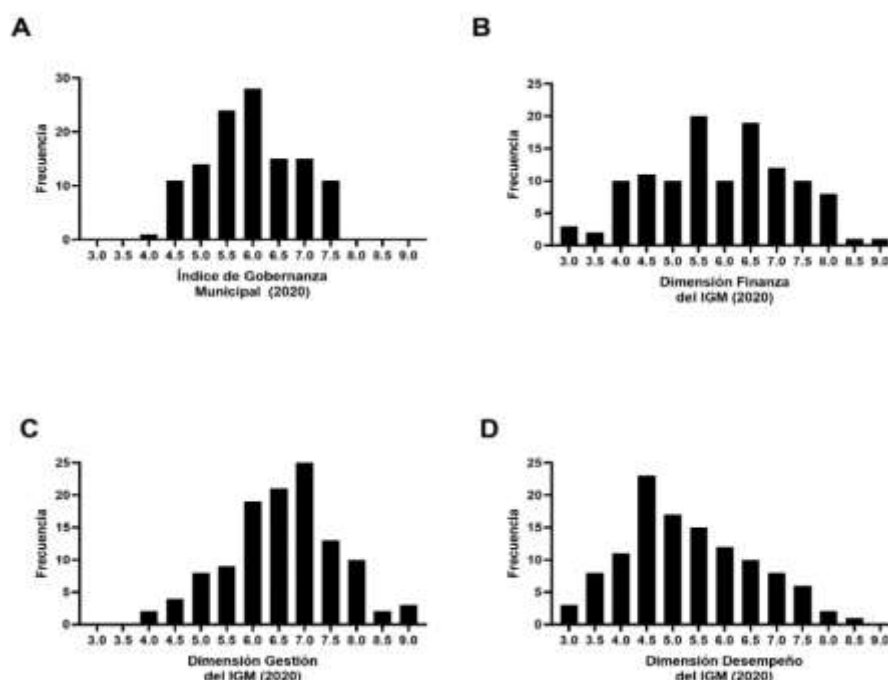 A
Frecuencia
30
20
10
0
3.0 3.5 4.0 4.5 5.0 5.5 6.0 6.5 7.0 7.5 8.0 8.5 9.0
Índice de Gobernanza
Municipal (2020)
B
Frecuencia
25
20
15
10
5
0
3.0 3.5 4.0 4.5 5.0 5.5 6.0 6.5 7.0 7.5 8.0 8.5 9.0
Dimensión Finanza
del IGM (2020)
C
Frecuencia
25
20
15
10
5
0
3.0 3.5 4.0 4.5 5.0 5.5 6.0 6.5 7.0 7.5 8.0 8.5 9.0
Dimensión Gestión
del IGM (2020)
D
Frecuencia
25
20
15
10
5
0
3.0 3.5 4.0 4.5 5.0 5.5 6.0 6.5 7.0 7.5 8.0 8.5 9.0
Dimensión Desempeño
del IGM (2020)